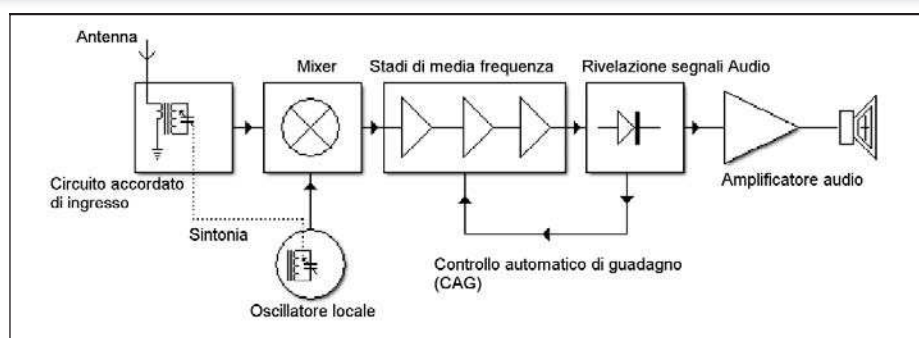 Antenna
Mixer
Stadi di media frequenza
Rivelazione segnali Audio
Circuito accordato
di ingresso
Amplificatore audio
Sintonia
Controllo automatico di guadagno
(CAG)
Oscillatore locale